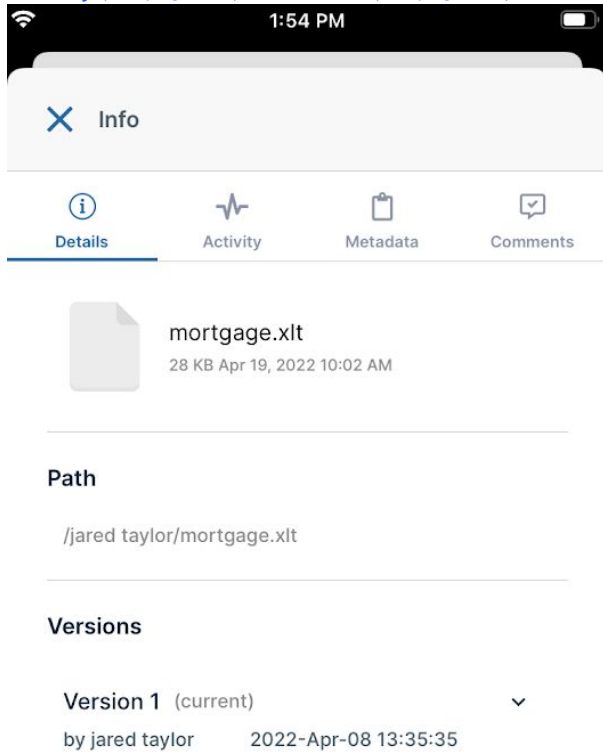 1:54 PM
Info
Details Activity Metadata Comments
mortgage.xlt
28 KB Apr 19, 2022 10:02 AM
Path
/jared taylor/mortgage.xlt
Versions
Version 1 (current)
by jared taylor 2022-Apr-08 13:35:35